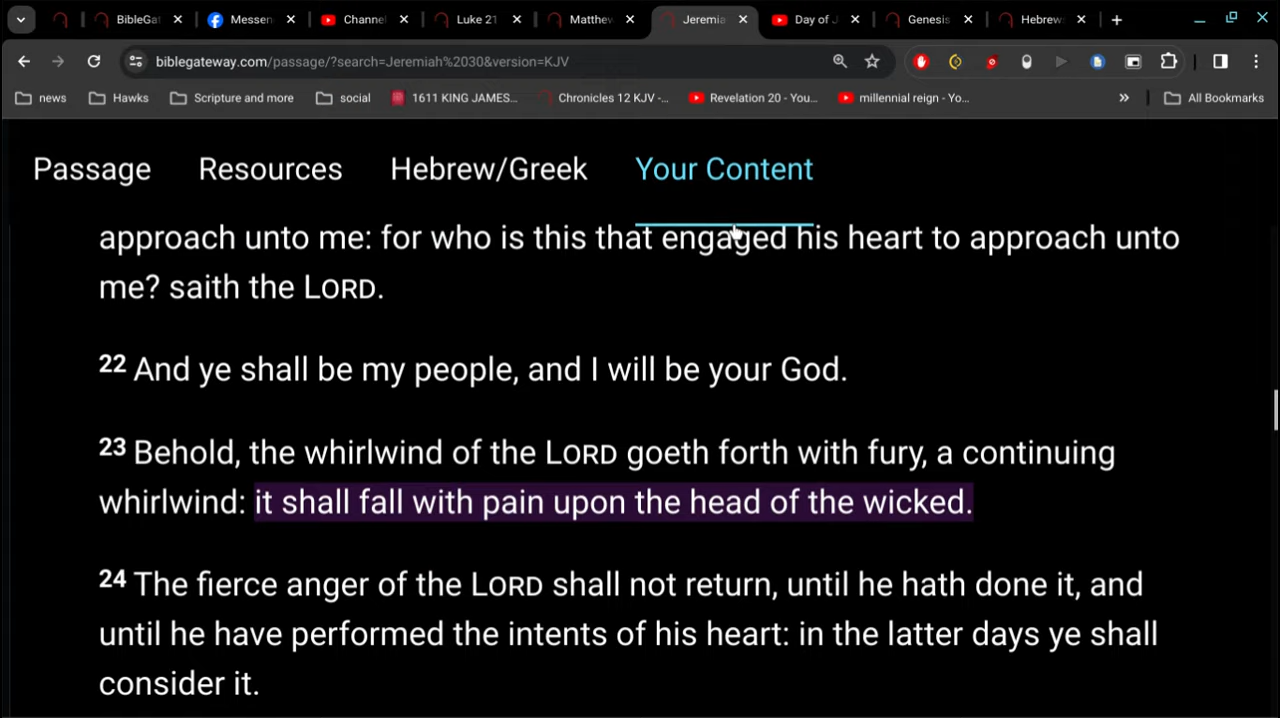 BibleGat
Messen
Channel
Luke 21
Matthew
Jeremia
Day of J
Genesis
Hebrew
biblegateway.com/passage/?search=Jeremiah%2030&version=KJV
news
Hawks
Scripture and more
social
1611 KING JAMES...
Chronicles 12 KJV -...
Revelation 20 - You...
millennial reign - Yo...
»
All Bookmarks
Passage
Resources
Hebrew/Greek
Your Content
approach unto me: for who is this that engaged his heart to approach unto
me? saith the LORD.
22 And ye shall be my people, and I will be your God.
23 Behold, the whirlwind of the LORD goeth forth with fury, a continuing
whirlwind: it shall fall with pain upon the head of the wicked.
24 The fierce anger of the LORD shall not return, until he hath done it, and
until he have performed the intents of his heart: in the latter days ye shall
consider it.